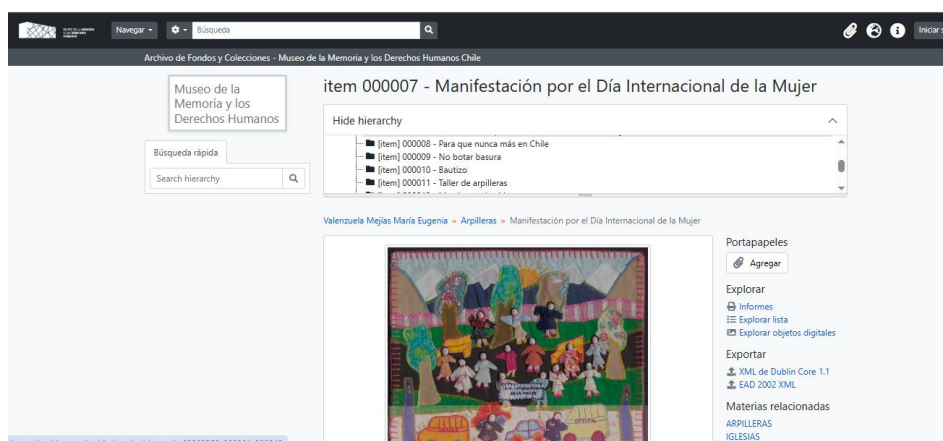 Navegar
Búsqueda
Iniciar s
Archivo de Fondos y Colecciones - Museo de la Memoria y los Derechos Humanos Chile
Museo de la
Memoria y los
Derechos Humanos
Búsqueda rápida
Search hierarchy
item 000007 - Manifestación por el Día Internacional de la Mujer
Hide hierarchy
[item] 000008 - Para que nunca más en Chile
[item] 000009 - No botar basura
[item] 000010 - Bautizo
[item] 000011 - Taller de arpilleras
Valenzuela Mejías María Eugenia » Arpilleras » Manifestación por el Día Internacional de la Mujer
Portapapeles
Agregar
Explorar
Informes
Explorar lista
Explorar objetos digitales
Exportar
XML de Dublin Core 1.1
EAD 2002 XML
Materias relacionadas
ARPILLERAS
IGLESIAS